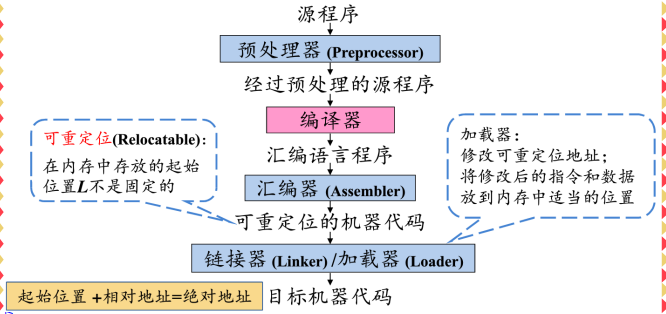 源程序
预处理器 (Preprocessor)
经过预处理的源程序
编译器
汇编语言程序
汇编器 (Assembler)
可重定位的机器代码
链接器 (Linker) /加载器 (Loader)
目标机器代码
可重定位(Relocatable):
在内存中存放的起始
位置L不是固定的
加载器:
修改可重定位地址;
将修改后的指令和数据
放到内存中适当的位置
起始位置 +相对地址=绝对地址